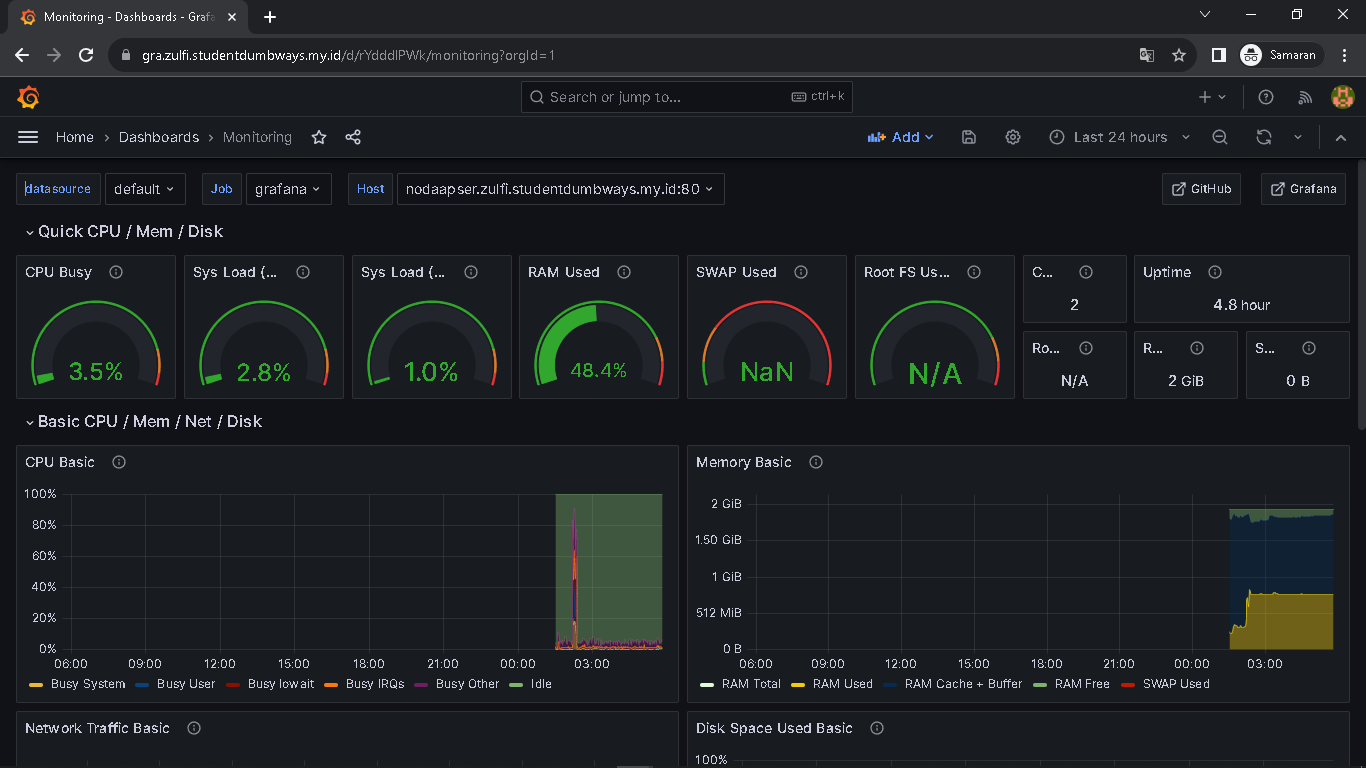 Monitoring - Dashboards - Grafa
gra.zulfi.studentdumbways.my.id/d/rYdddlPWk/monitoring?orgId=1
Samaran
Search or jump to...
ctrl+k
Home › Dashboards › Monitoring
Add
Last 24 hours
datasource default Job grafana Host nodaapser.zulfi.studentdumbways.my.id:80
GitHub
Grafana
Quick CPU / Mem / Disk
CPU Busy
3.5%
Sys Load (...
2.8%
Sys Load (...
1.0%
RAM Used
48.4%
SWAP Used
NaN
Root FS Us...
N/A
C...
2
Uptime
4.8 hour
Ro...
N/A
R...
2 GiB
S...
0 B
Basic CPU / Mem / Net / Disk
CPU Basic
100%
80%
60%
40%
20%
0%
06:00 09:00 12:00 15:00 18:00 21:00 00:00 03:00
Busy System Busy User Busy Iowait Busy IRQs Busy Other Idle
Memory Basic
2 GiB
1.50 GiB
1 GiB
512 MiB
0 B
06:00 09:00 12:00 15:00 18:00 21:00 00:00 03:00
RAM Total RAM Used RAM Cache + Buffer RAM Free SWAP Used
Network Traffic Basic
Disk Space Used Basic
100%